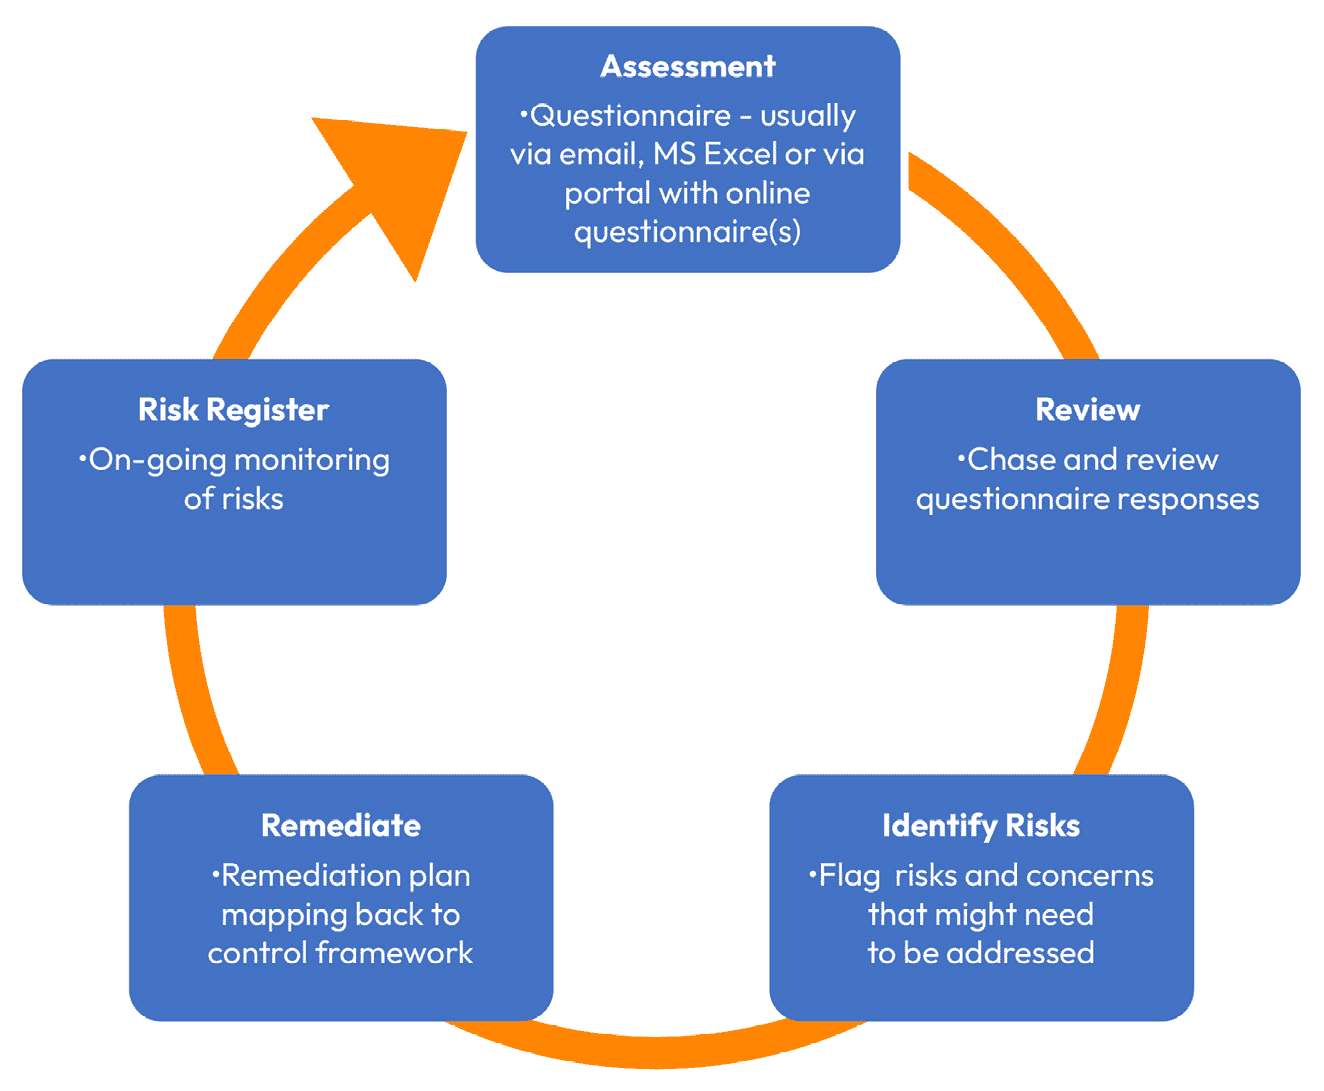 Assessment
•Questionnaire - usually
via email, MS Excel or via
portal with online
questionnaire(s)
Review
•Chase and review
questionnaire responses
Identify Risks
•Flag  risks and concerns
that might need
to be addressed
Remediate
•Remediation plan
mapping back to
control framework
Risk Register
•On-going monitoring
of risks